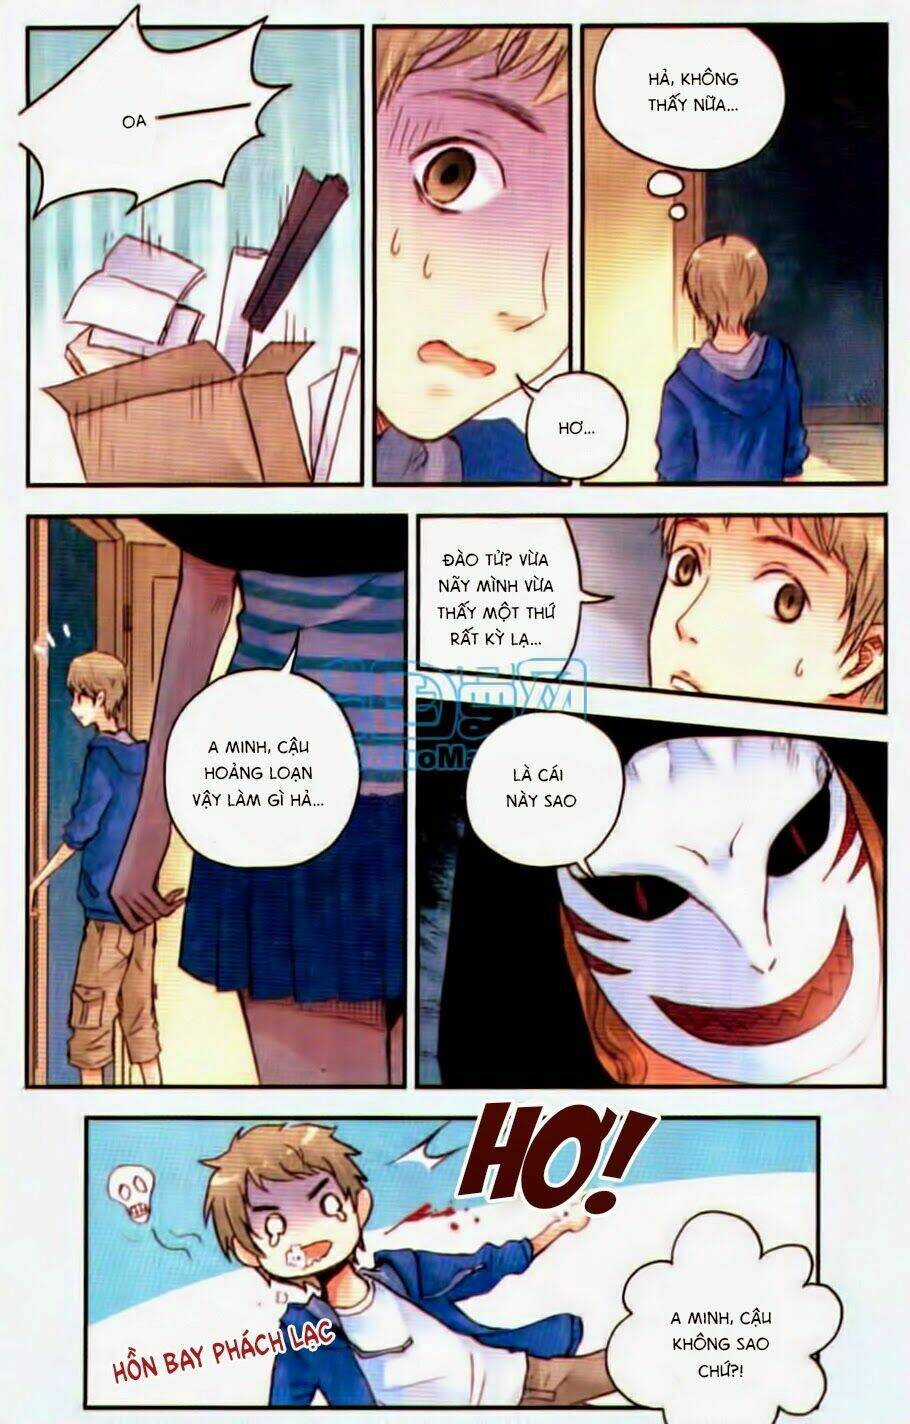 OA
HẢ, KHÔNG
THẤY NỮA...
HƠ...
ĐÀO TỬ? VỪA
NÃY MÌNH VỪA
THẤY MỘT THỨ
RẤT KỲ LẠ...
A MINH, CẬU
HOẢNG LOẠN
VẬY LÀM GÌ HẢ...
LÀ CÁI
NÀY SAO
HƠ!
HỒN BAY PHÁCH LẠC
A MINH, CẬU
KHÔNG SAO
CHỨ?!